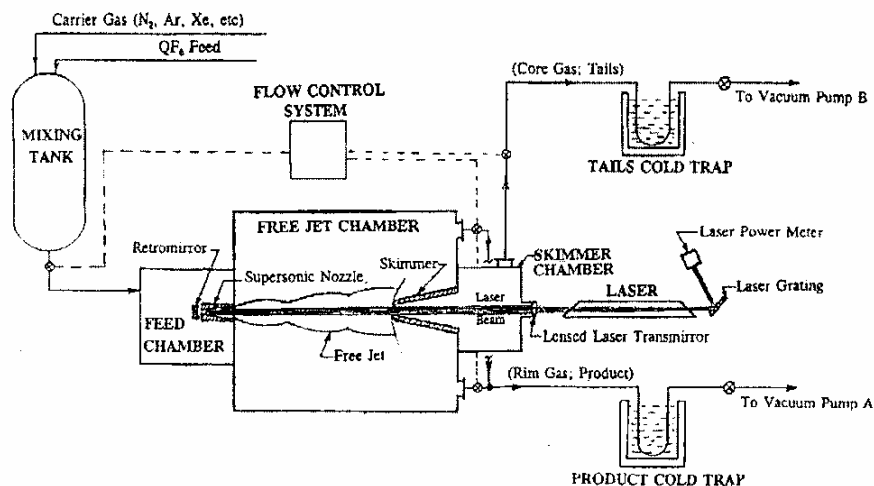 Carrier Gas (N₂, Ar, Xe, etc)
QF₆ Feed
MIXING
TANK
FLOW CONTROL
SYSTEM
(Core Gas; Tails)
To Vacuum Pump B
TAILS COLD TRAP
FREE JET CHAMBER
Retromirror
Supersonic Nozzle
Skimmer
SKIMMER
CHAMBER
Laser Power Meter
Laser Grating
LASER
Laser
Beam
FEED
CHAMBER
Free Jet
Lensed Laser Transmirror
(Rim Gas; Product)
To Vacuum Pump A
PRODUCT COLD TRAP